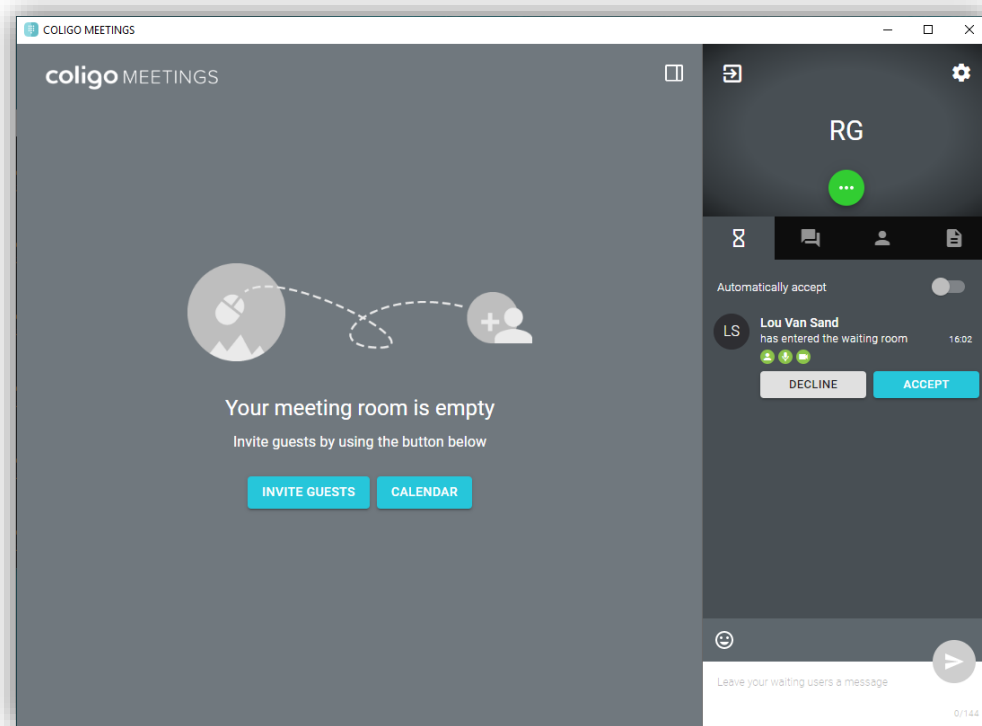 COLIGO MEETINGS
coligo MEETINGS
RG
Automatically accept
LS
Lou Van Sand
has entered the waiting room 16:02
DECLINE ACCEPT
Your meeting room is empty
Invite guests by using the button below
INVITE GUESTS CALENDAR
Leave your waiting users a message
0/144